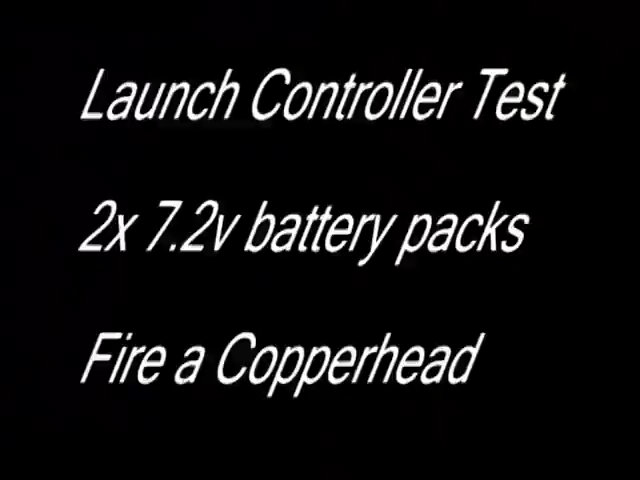 Launch Controller Test
2x 7.2v battery packs
Fire a Copperhead